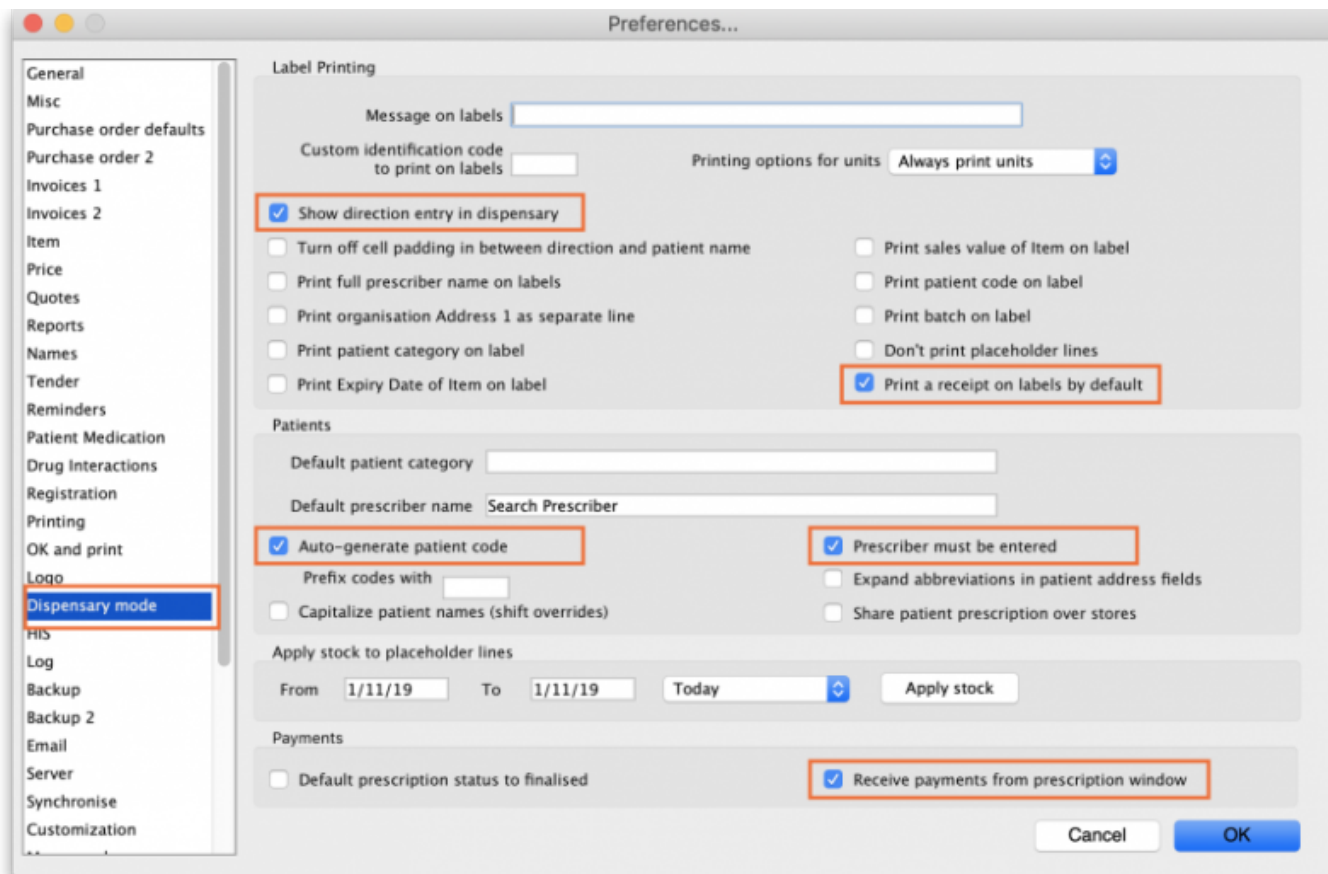 Preferences...
General
Misc
Purchase order defaults
Purchase order 2
Invoices 1
Invoices 2
Item
Price
Quotes
Reports
Names
Tender
Reminders
Patient Medication
Drug Interactions
Registration
Printing
OK and print
Logo
Dispensary mode
HIS
Log
Backup
Backup 2
Email
Server
Synchronise
Customization
Label Printing
Message on labels
Custom identification code
to print on labels
Printing options for units Always print units
Show direction entry in dispensary
Turn off cell padding in between direction and patient name
Print sales value of Item on label
Print full prescriber name on labels
Print patient code on label
Print organisation Address 1 as separate line
Print batch on label
Print patient category on label
Don't print placeholder lines
Print Expiry Date of Item on label
Print a receipt on labels by default
Patients
Default patient category
Default prescriber name Search Prescriber
Auto-generate patient code
Prescriber must be entered
Prefix codes with
Expand abbreviations in patient address fields
Capitalize patient names (shift overrides)
Share patient prescription over stores
Apply stock to placeholder lines
From 1/11/19 To 1/11/19 Today Apply stock
Payments
Default prescription status to finalised
Receive payments from prescription window
Cancel OK